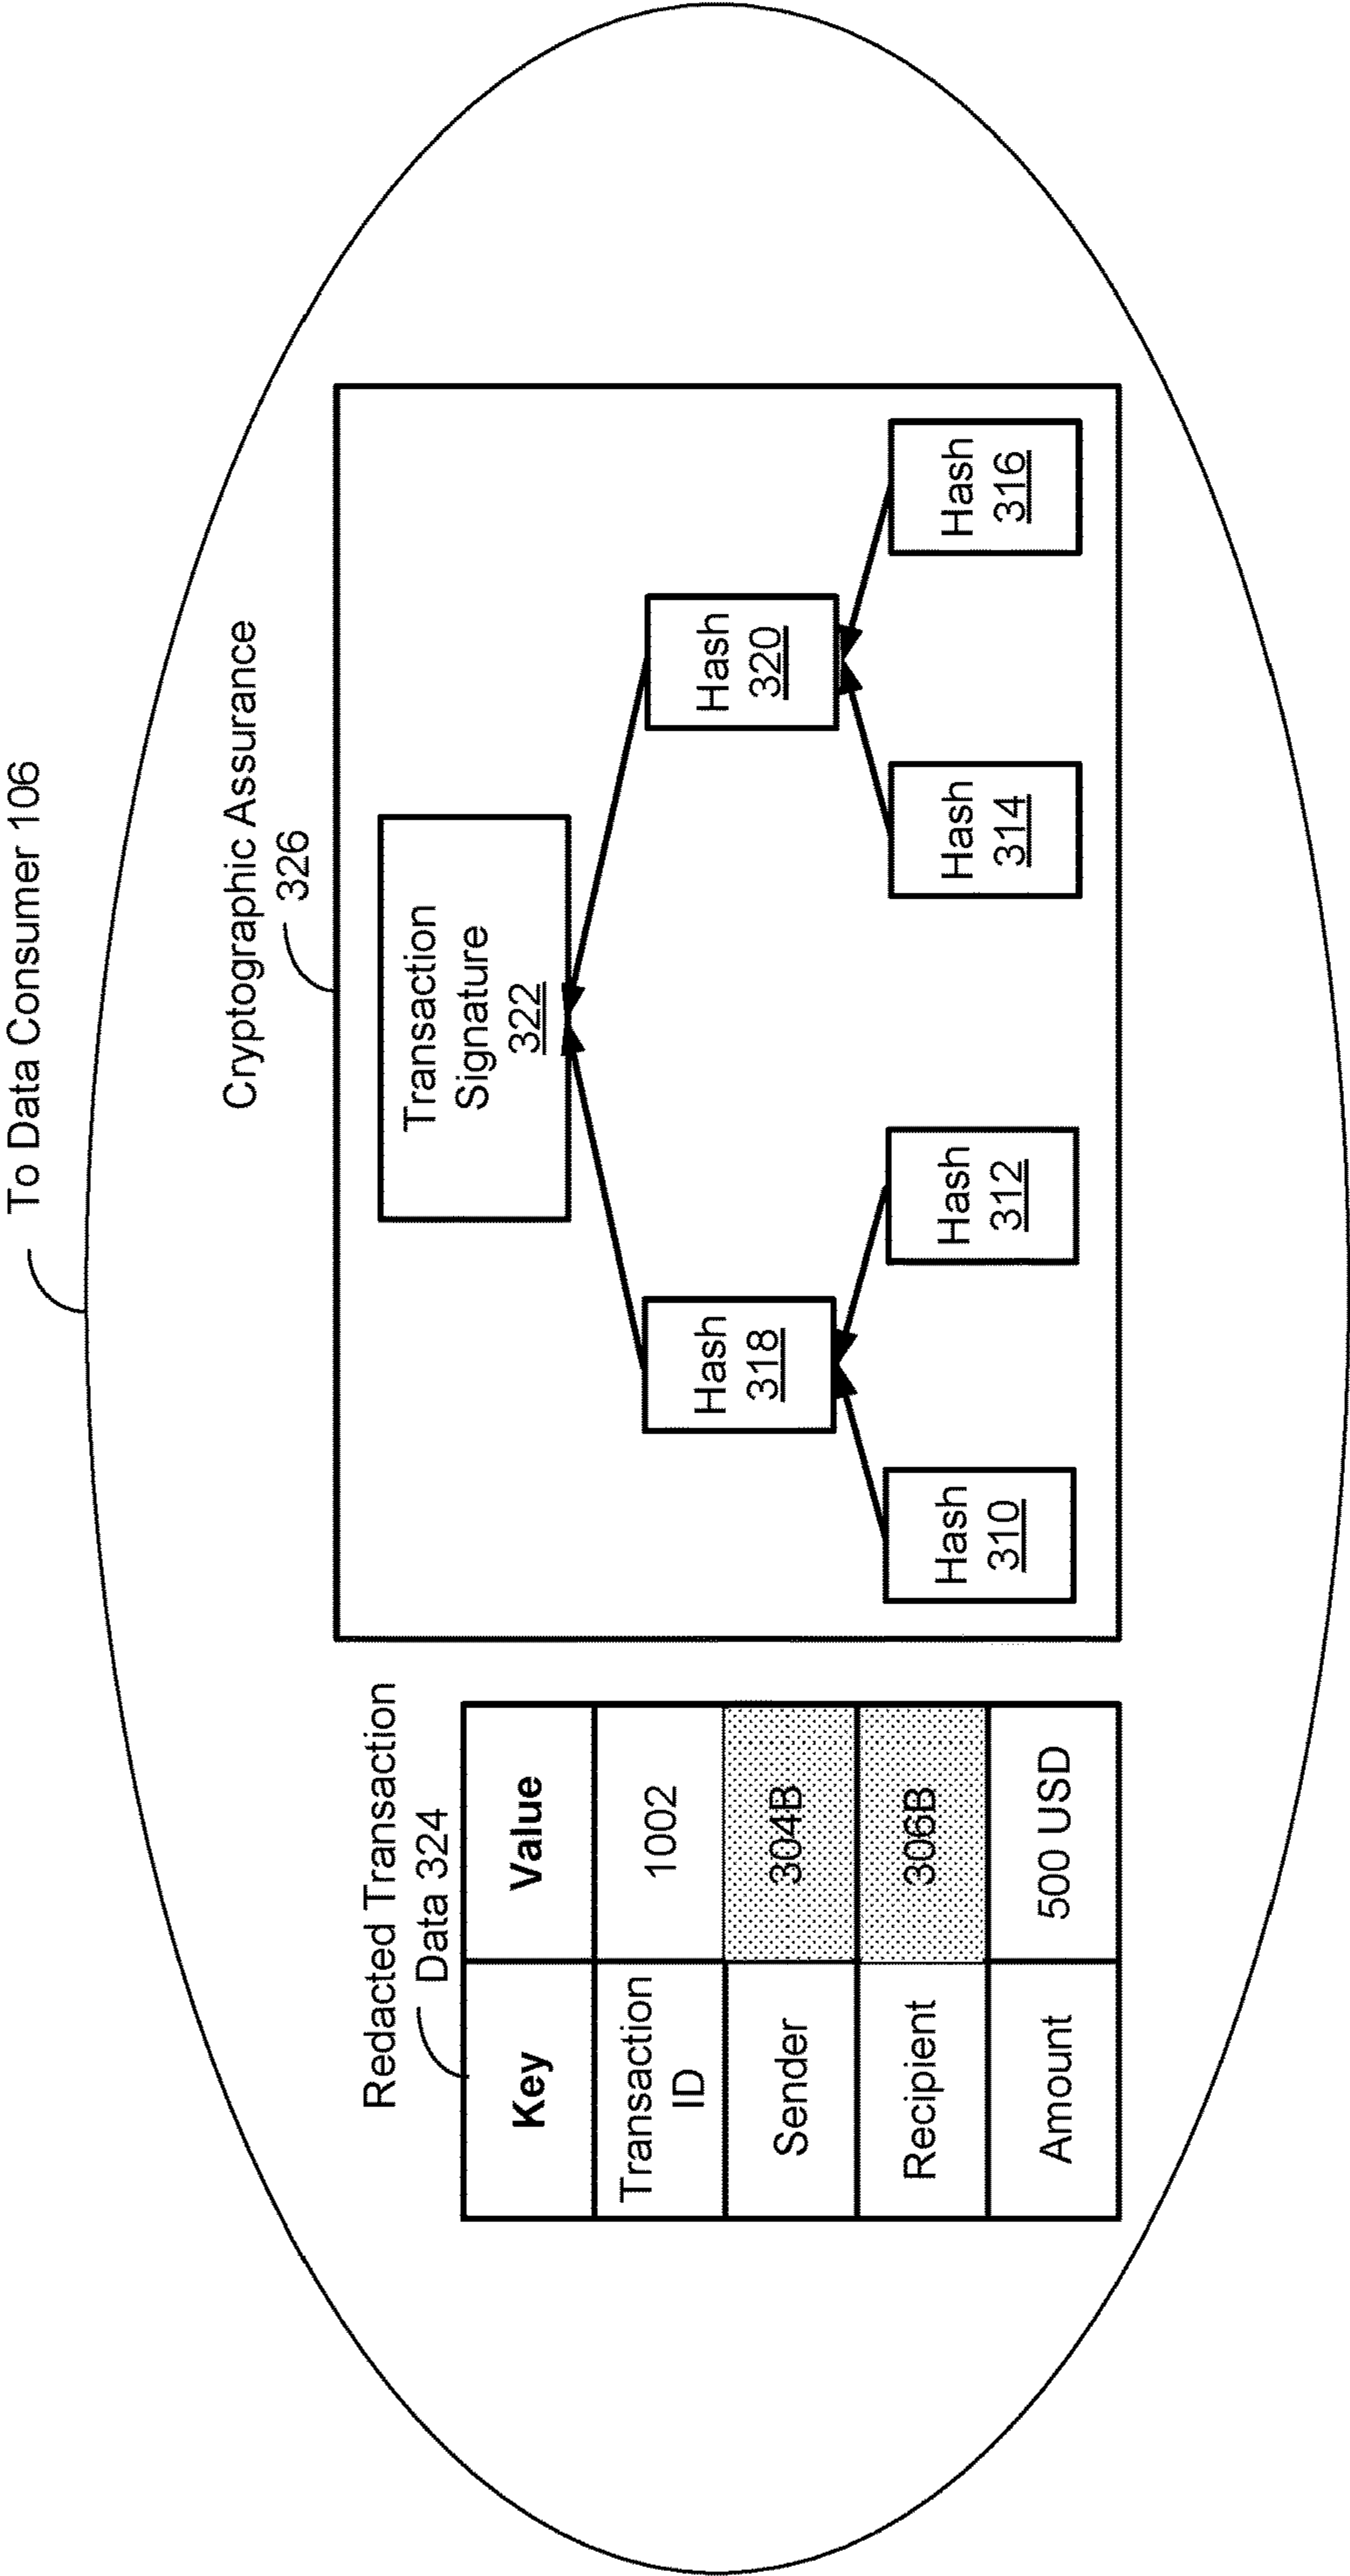 To Data Consumer 106
Cryptographic Assurance
326
Redacted Transaction
Data 324
Key
Value
Transaction
ID
1002
Sender
304B
Recipient
306B
Amount
500 USD
Transaction
Signature
322
Hash
318
Hash
320
Hash
310
Hash
312
Hash
314
Hash
316